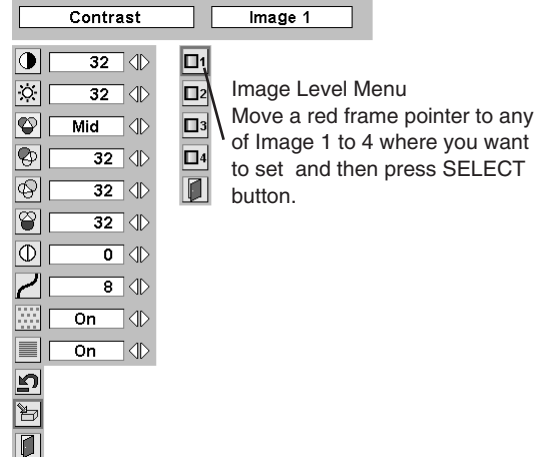 Contrast
Image 1
32
32
Mid
32
32
32
0
8
On
On
1
2
3
4
Image Level Menu
Move a red frame pointer to any
of Image 1 to 4 where you want
to set and then press SELECT
button.